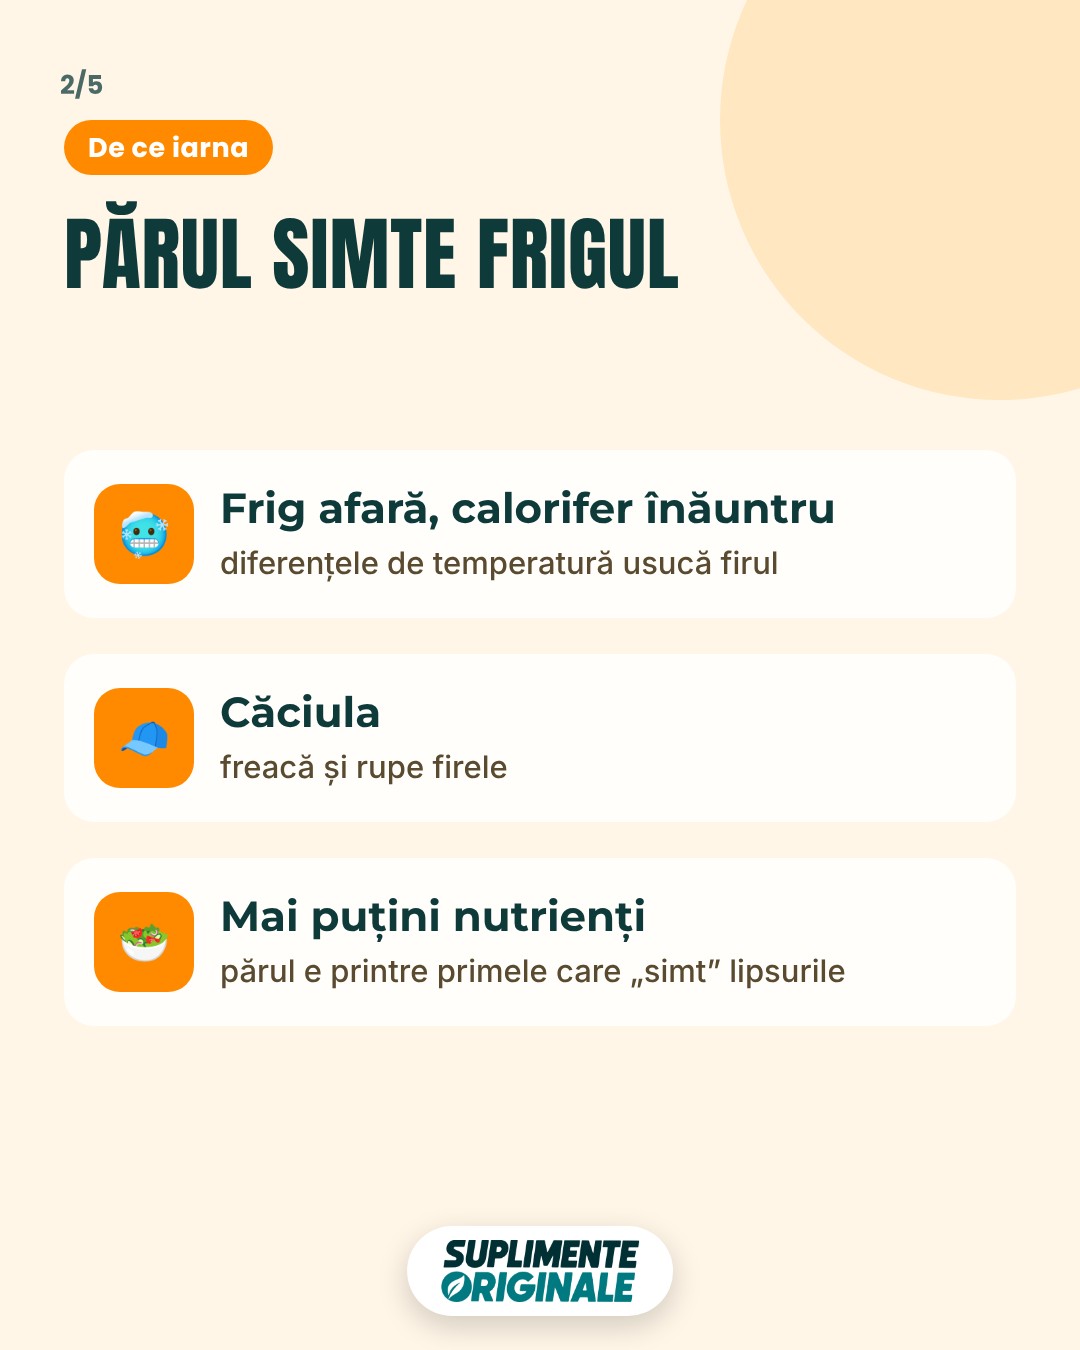 2/5
De ce iarna
PĂRUL SIMTE FRIGUL
Frig afară, calorifer înăuntru
diferențele de temperatură usucă firul
Căciula
freacă și rupe firele
Mai puțini nutrienți
părul e printre primele care „simt” lipsurile
SUPLIMENTE
ORIGINALE